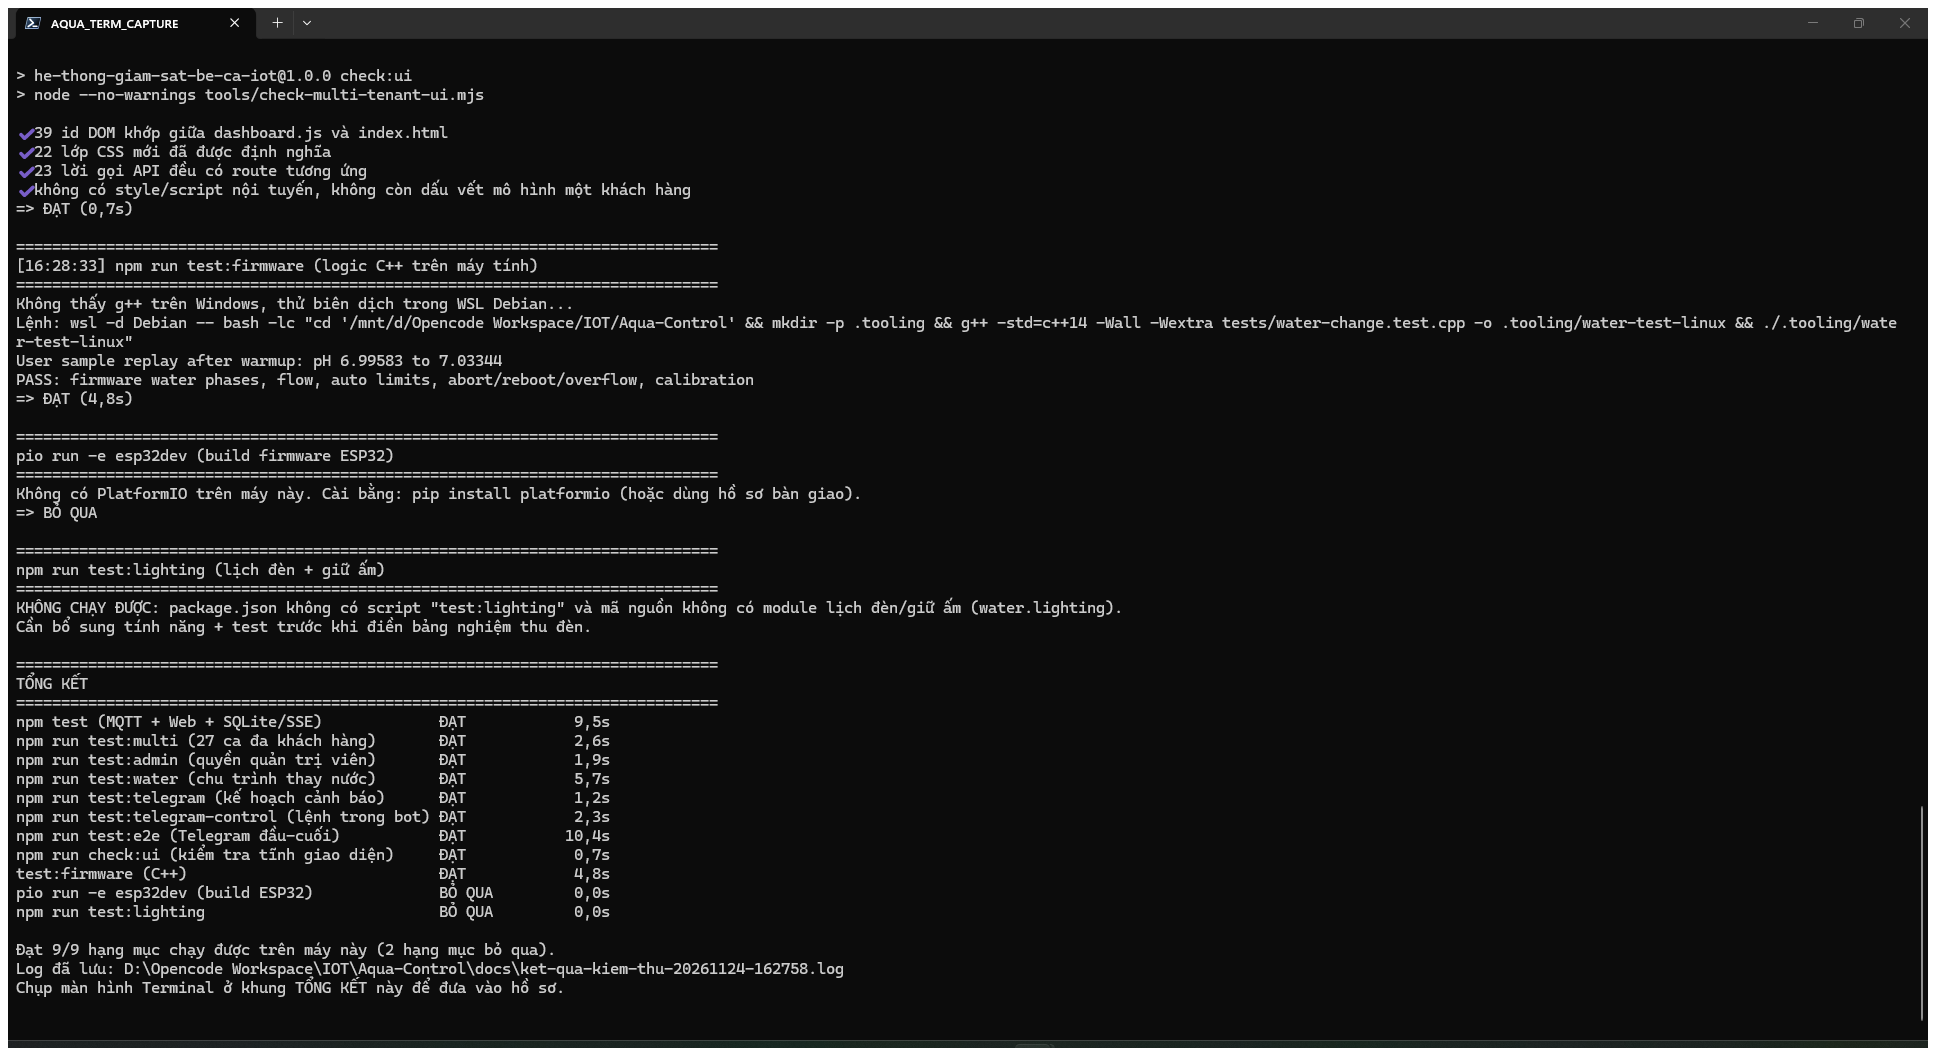 AQUA_TERM_CAPTURE
> he-thong-giam-sat-be-ca-iot@1.0.0 check:ui
> node --no-warnings tools/check-multi-tenant-ui.mjs
✔39 id DOM khớp giữa dashboard.js và index.html
✔22 lớp CSS mới đã được định nghĩa
✔23 lời gọi API đều có route tương ứng
✔không có style/script nội tuyến, không còn dấu vết mô hình một khách hàng
=> ĐẠT (0,7s)
==============================================================================
[16:28:33] npm run test:firmware (logic C++ trên máy tính)
==============================================================================
Không thấy g++ trên Windows, thử biên dịch trong WSL Debian...
Lệnh: wsl -d Debian -- bash -lc "cd '/mnt/d/Opencode Workspace/IOT/Aqua-Control' && mkdir -p .tooling && g++ -std=c++14 -Wall -Wextra tests/water-change.test.cpp -o .tooling/water-test-linux && ./.tooling/wate
r-test-linux"
User sample replay after warmup: pH 6.99583 to 7.03344
PASS: firmware water phases, flow, auto limits, abort/reboot/overflow, calibration
=> ĐẠT (4,8s)
==============================================================================
pio run -e esp32dev (build firmware ESP32)
==============================================================================
Không có PlatformIO trên máy này. Cài bằng: pip install platformio (hoặc dùng hồ sơ bàn giao).
=> BỎ QUA
==============================================================================
npm run test:lighting (lịch đèn + giữ ấm)
==============================================================================
KHÔNG CHẠY ĐƯỢC: package.json không có script "test:lighting" và mã nguồn không có module lịch đèn/giữ ấm (water.lighting).
Cần bổ sung tính năng + test trước khi điền bảng nghiệm thu đèn.
==============================================================================
TỔNG KẾT
==============================================================================
npm test (MQTT + Web + SQLite/SSE) ĐẠT 9,5s
npm run test:multi (27 ca đa khách hàng) ĐẠT 2,6s
npm run test:admin (quyền quản trị viên) ĐẠT 1,9s
npm run test:water (chu trình thay nước) ĐẠT 5,7s
npm run test:telegram (kế hoạch cảnh báo) ĐẠT 1,2s
npm run test:telegram-control (lệnh trong bot) ĐẠT 2,3s
npm run test:e2e (Telegram đầu-cuối) ĐẠT 10,4s
npm run check:ui (kiểm tra tĩnh giao diện) ĐẠT 0,7s
test:firmware (C++) ĐẠT 4,8s
pio run -e esp32dev (build ESP32) BỎ QUA 0,0s
npm run test:lighting BỎ QUA 0,0s
Đạt 9/9 hạng mục chạy được trên máy này (2 hạng mục bỏ qua).
Log đã lưu: D:\Opencode Workspace\IOT\Aqua-Control\docs\ket-qua-kiem-thu-20261124-162758.log
Chụp màn hình Terminal ở khung TỔNG KẾT này để đưa vào hồ sơ.